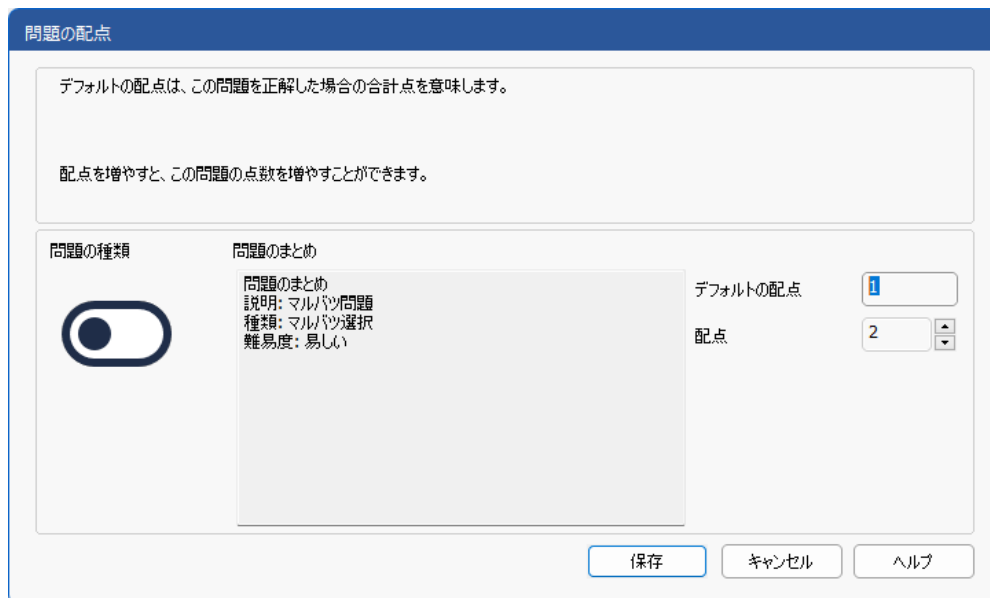 問題の配点
デフォルトの配点は、この問題を正解した場合の合計点を意味します。
配点を増やすと、この問題の点数を増やすことができます。
問題の種類
問題のまとめ
問題のまとめ
説明: マルバツ問題
種類: マルバツ選択
難易度: 易しい
デフォルトの配点
1
配点
2
保存
キャンセル
ヘルプ